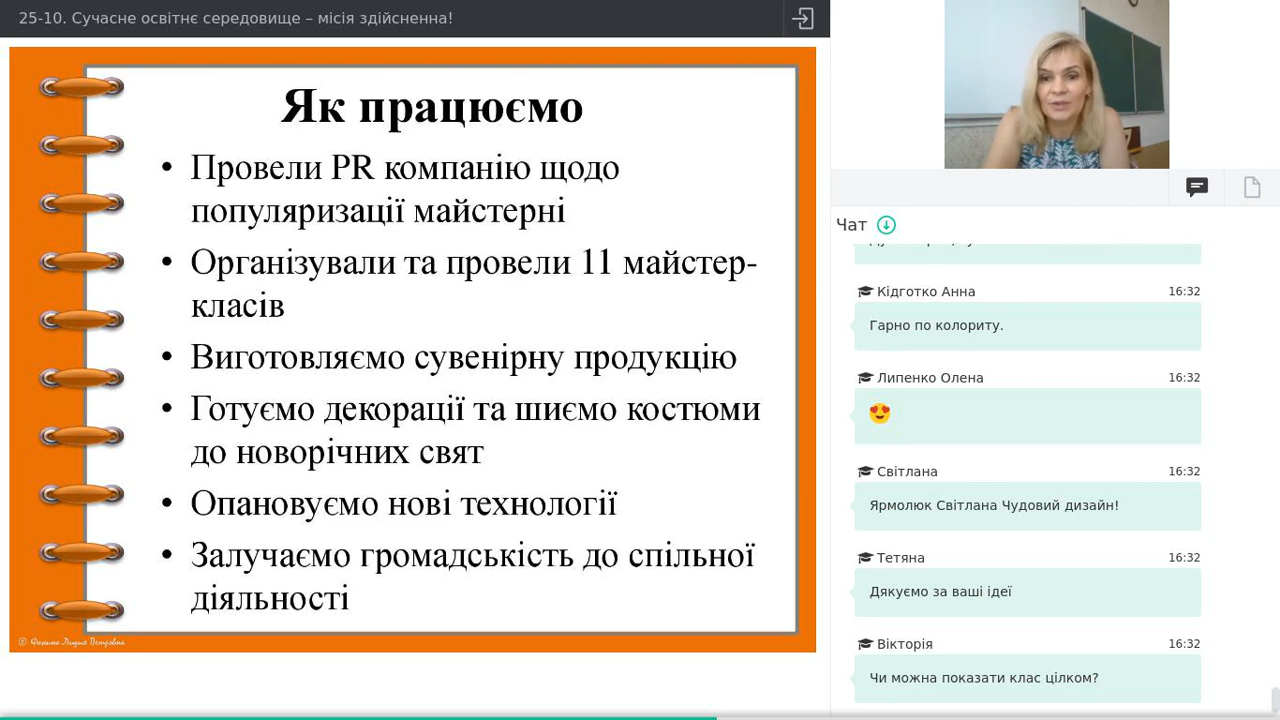 25-10. Сучасне освітнє середовище – місія здійсненна!
Як працюємо
• Провели PR компанію щодо
популяризації майстерні
• Організували та провели 11 майстер-
класів
• Виготовляємо сувенірну продукцію
• Готуємо декорації та шиємо костюми
до новорічних свят
• Опановуємо нові технології
• Залучаємо громадськість до спільної
діяльності
© Фокина Лидия Петровна
Чат
Кідготко Анна 16:32
Гарно по колориту.
Липенко Олена 16:32
Світлана 16:32
Ярмолюк Світлана Чудовий дизайн!
Тетяна 16:32
Дякуємо за ваші ідеї
Вікторія 16:32
Чи можна показати клас цілком?